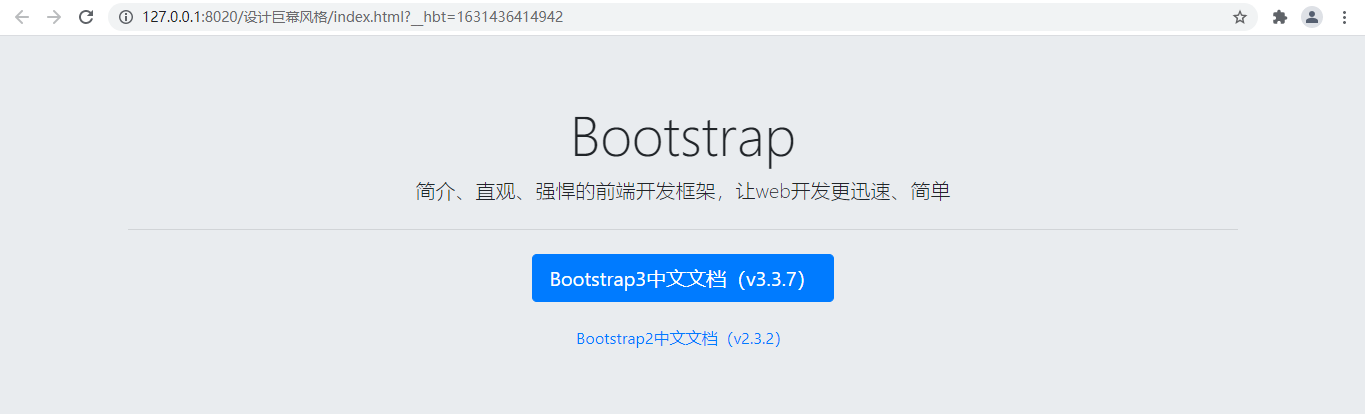 127.0.0.1:8020/设计巨幕风格/index.html?__hbt=1631436414942
Bootstrap
简介、直观、强悍的前端开发框架，让web开发更迅速、简单
Bootstrap3中文文档（v3.3.7）
Bootstrap2中文文档（v2.3.2）